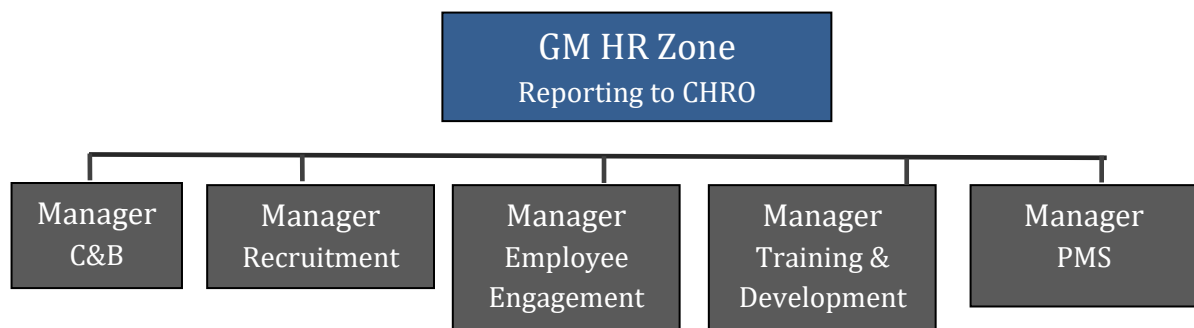 GM HR Zone
Reporting to CHRO
Manager
C&B
Manager
Recruitment
Manager
Employee
Engagement
Manager
Training &
Development
Manager
PMS